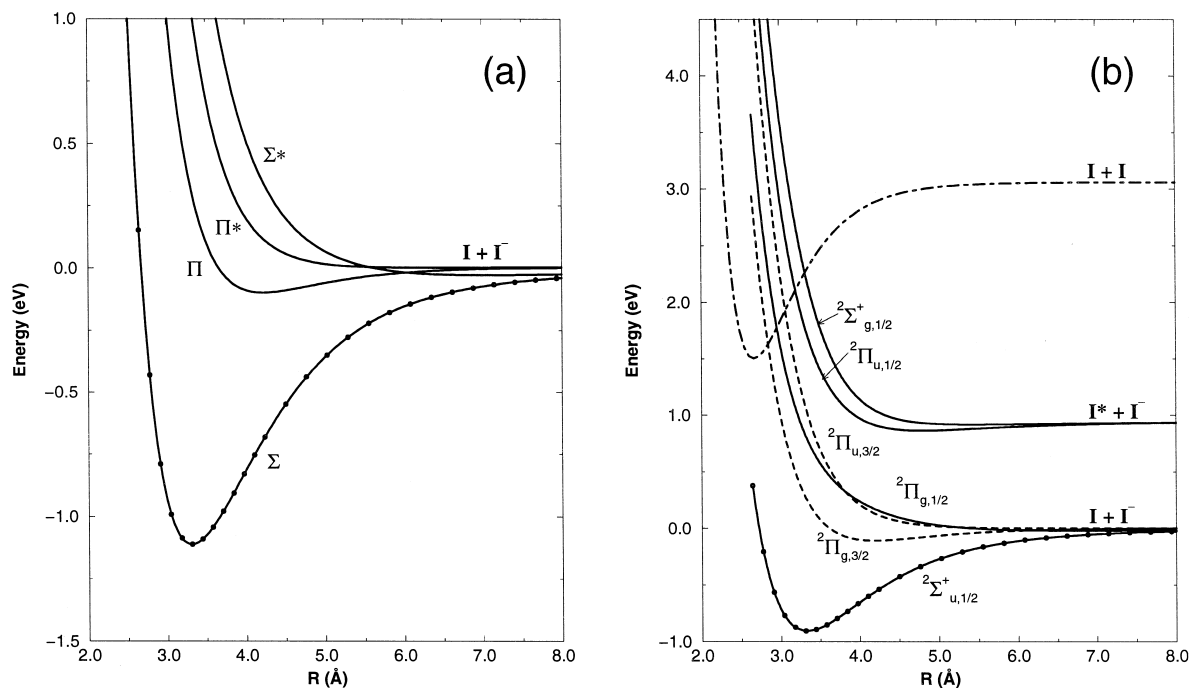 (a)
1.0
0.5
0.0
−0.5
−1.0
−1.5
Energy (eV)
Σ*
Π*
Π
I + I⁻
Σ
2.0 3.0 4.0 5.0 6.0 7.0 8.0
R (Å)
(b)
4.0
3.0
2.0
1.0
0.0
−1.0
Energy (eV)
I + I
²Σ⁺g,1/2
²Πu,1/2
I* + I⁻
²Πu,3/2
²Πg,1/2
I + I⁻
²Πg,3/2
²Σ⁺u,1/2
2.0 3.0 4.0 5.0 6.0 7.0 8.0
R (Å)